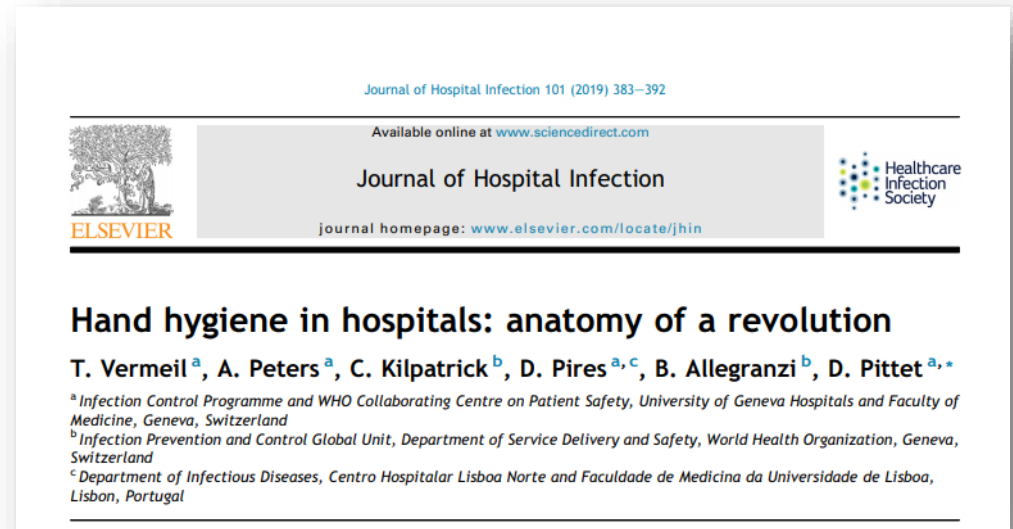 Journal of Hospital Infection 101 (2019) 383—392
Available online at www.sciencedirect.com
Journal of Hospital Infection
journal homepage: www.elsevier.com/locate/jhin
ELSEVIER
Healthcare
Infection
Society
Hand hygiene in hospitals: anatomy of a revolution
T. Vermeil a, A. Peters a, C. Kilpatrick b, D. Pires a, c, B. Allegranzi b, D. Pittet a, *
a Infection Control Programme and WHO Collaborating Centre on Patient Safety, University of Geneva Hospitals and Faculty of
Medicine, Geneva, Switzerland
b Infection Prevention and Control Global Unit, Department of Service Delivery and Safety, World Health Organization, Geneva,
Switzerland
c Department of Infectious Diseases, Centro Hospitalar Lisboa Norte and Faculdade de Medicina da Universidade de Lisboa,
Lisbon, Portugal